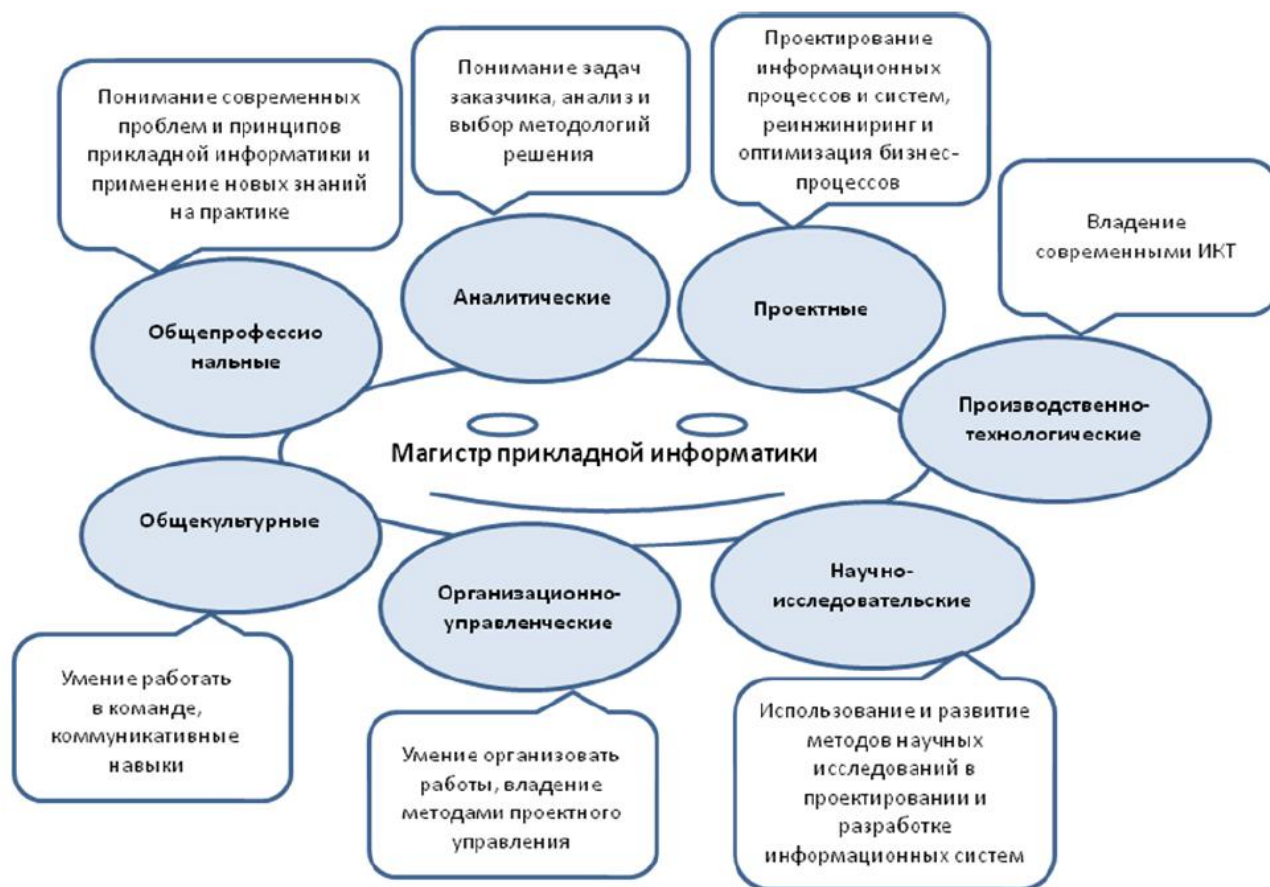 Понимание современных
проблем и принципов
прикладной информатики и
применение новых знаний
на практике
Понимание задач
заказчика, анализ и
выбор методологий
решения
Проектирование
информационных
процессов и систем,
реинжиниринг и
оптимизация бизнес-
процессов
Владение
современными ИКТ
Общепрофессио
нальные
Аналитические
Проектные
Производственно-
технологические
Магистр прикладной информатики
Общекультурные
Организационно-
управленческие
Научно-
исследовательские
Умение работать
в команде,
коммуникативные
навыки
Умение организовать
работы, владение
методами проектного
управления
Использование и развитие
методов научных
исследований в
проектировании и
разработке
информационных систем